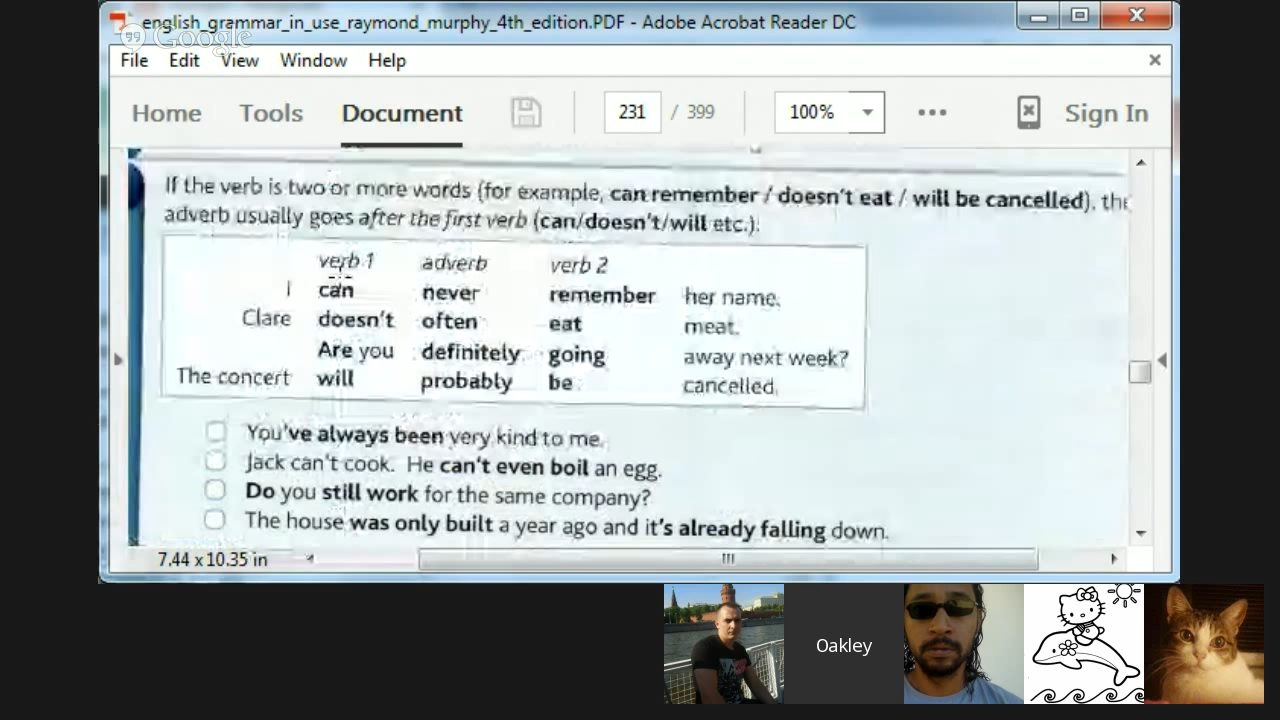 english_grammar_in_use_raymond_murphy_4th_edition.PDF - Adobe Acrobat Reader DC
Google
File Edit View Window Help
Home Tools Document 231 / 399 100% Sign In
If the verb is two or more words (for example, can remember / doesn't eat / will be cancelled), the
adverb usually goes after the first verb (can/doesn't/will etc.):
verb 1 adverb verb 2
I can never remember her name.
Clare doesn't often eat meat.
Are you definitely going away next week?
The concert will probably be cancelled.
You've always been very kind to me.
Jack can't cook. He can't even boil an egg.
Do you still work for the same company?
The house was only built a year ago and it's already falling down.
7.44 x 10.35 in
Oakley